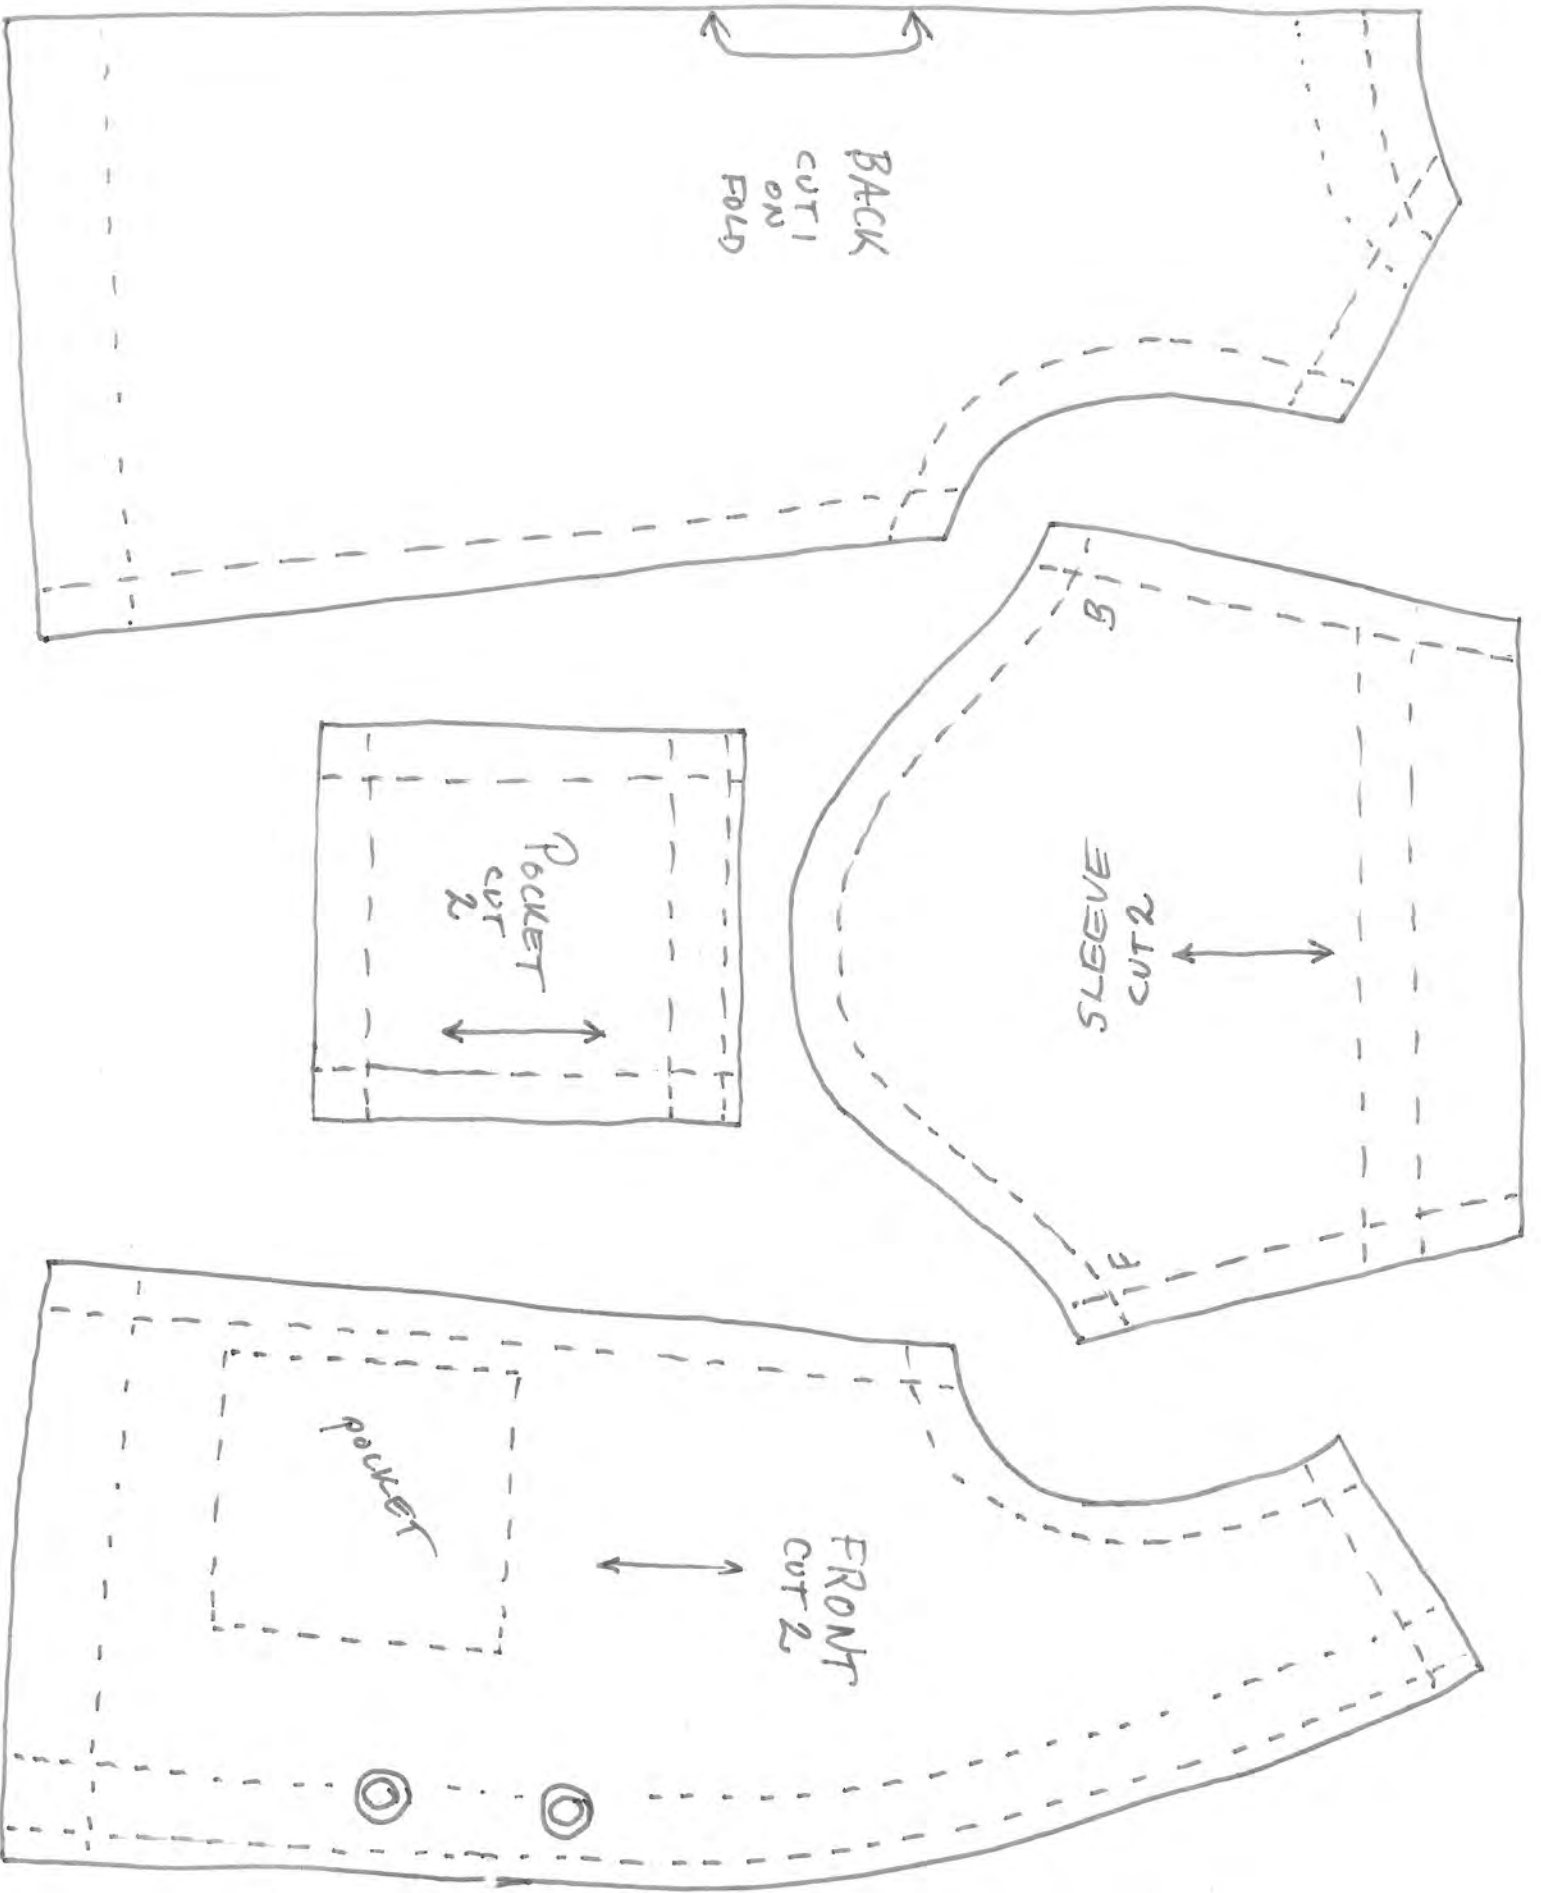 BACK
CUT 1
ON
FOLD
B
SLEEVE
CUT 2
F
POCKET
CUT
2
FRONT
CUT 2
POCKET